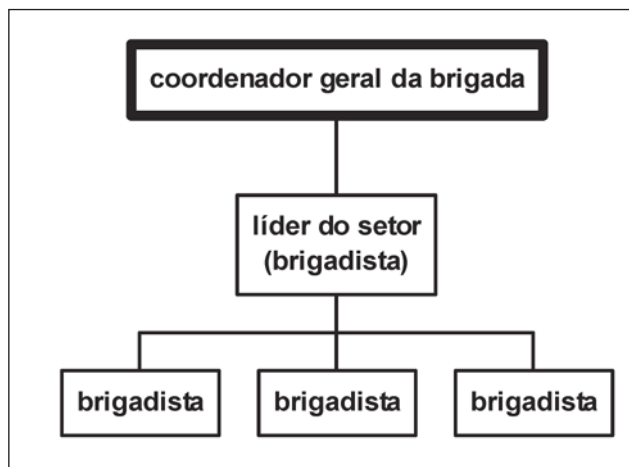 coordenador geral da brigada
líder do setor
(brigadista)
brigadista
brigadista
brigadista